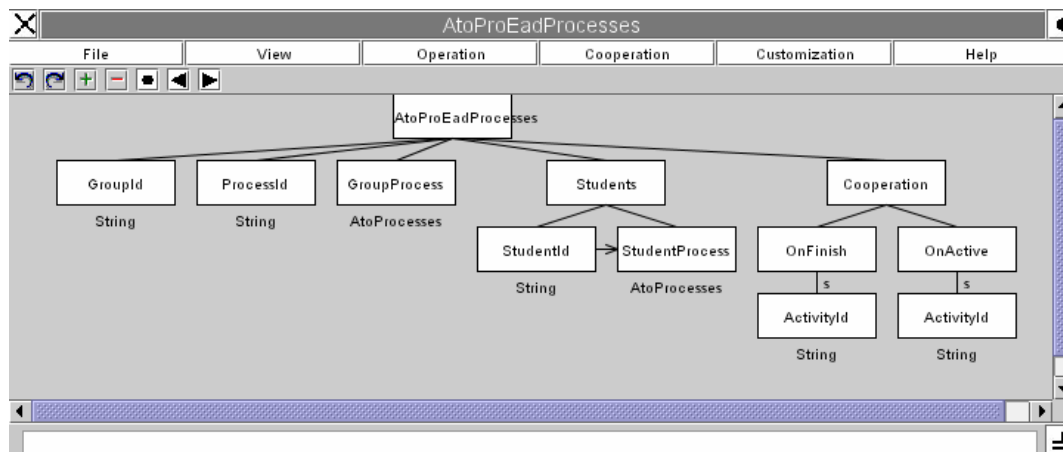 AtoProEadProcesses
File View Operation Cooperation Customization Help
AtoProEadProcesses
GroupId ProcessId GroupProcess Students Cooperation
String String AtoProcesses
StudentId StudentProcess OnFinish OnActive
String AtoProcesses s s
ActivityId ActivityId
String String